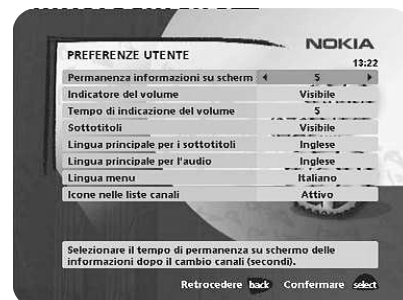 NOKIA
PREFERENZE UTENTE
13:22
Permanenza informazioni su scherm 5
Indicatore del volume Visibile
Tempo di indicazione del volume 5
Sottotitoli Visibile
Lingua principale per i sottotitoli Inglese
Lingua principale per l'audio Inglese
Lingua menu Italiano
Icone nelle liste canali Attivo
Selezionare il tempo di permanenza su schermo delle
informazioni dopo il cambio canali (secondi).
Retrocedere back Confermare select